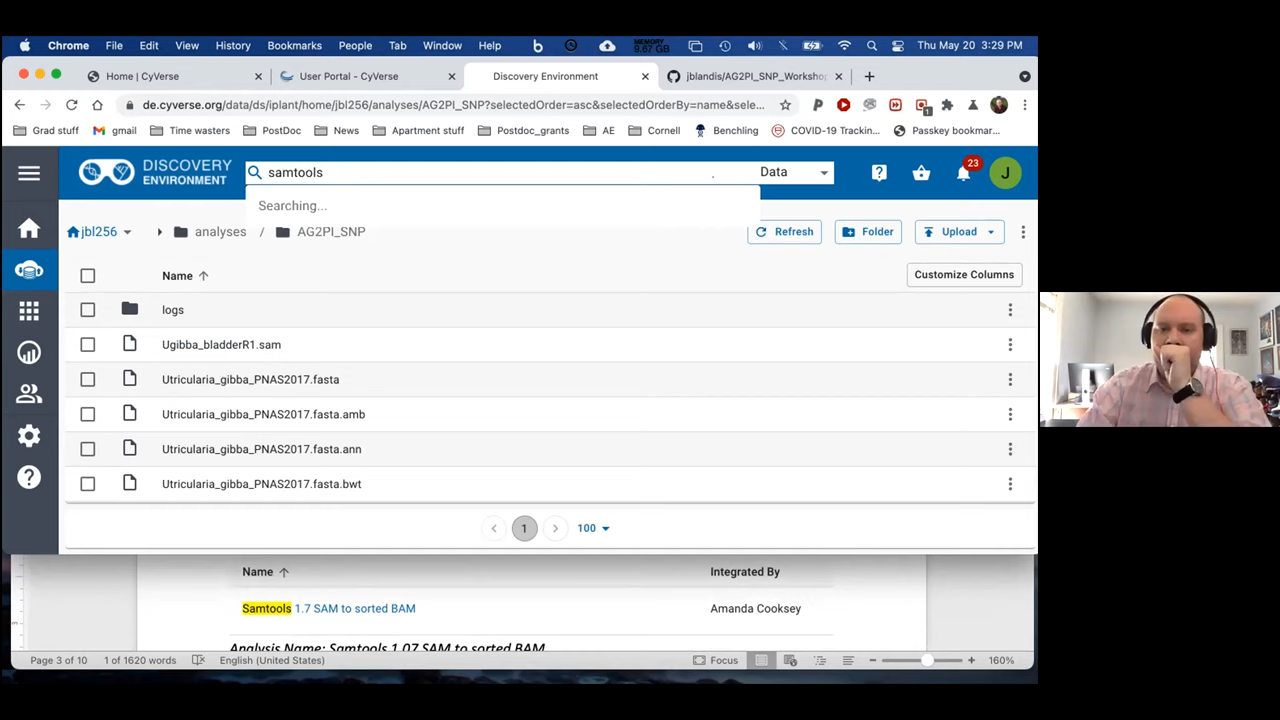 Chrome File Edit View History Bookmarks People Tab Window Help MEMORY 9.67 GB Thu May 20 3:29 PM
Home | CyVerse User Portal - CyVerse Discovery Environment jblandis/AG2PI_SNP_Worksho
de.cyverse.org/data/ds/iplant/home/jbl256/analyses/AG2PI_SNP?selectedOrder=asc&selectedOrderBy=name&sele... 1
Grad stuff gmail Time wasters PostDoc News Apartment stuff Postdoc_grants AE Cornell Benchling COVID-19 Trackin... Passkey bookmar...
DISCOVERY ENVIRONMENT samtools Data 23 J
Searching...
jbl256 analyses / AG2PI_SNP Refresh Folder Upload
Name Customize Columns
logs
Ugibba_bladderR1.sam
Utricularia_gibba_PNAS2017.fasta
Utricularia_gibba_PNAS2017.fasta.amb
Utricularia_gibba_PNAS2017.fasta.ann
Utricularia_gibba_PNAS2017.fasta.bwt
1 100
Name Integrated By
Samtools 1.7 SAM to sorted BAM Amanda Cooksey
Analysis Name: Samtools 1.07 SAM to sorted BAM
Page 3 of 10 1 of 1620 words English (United States) Focus 160%